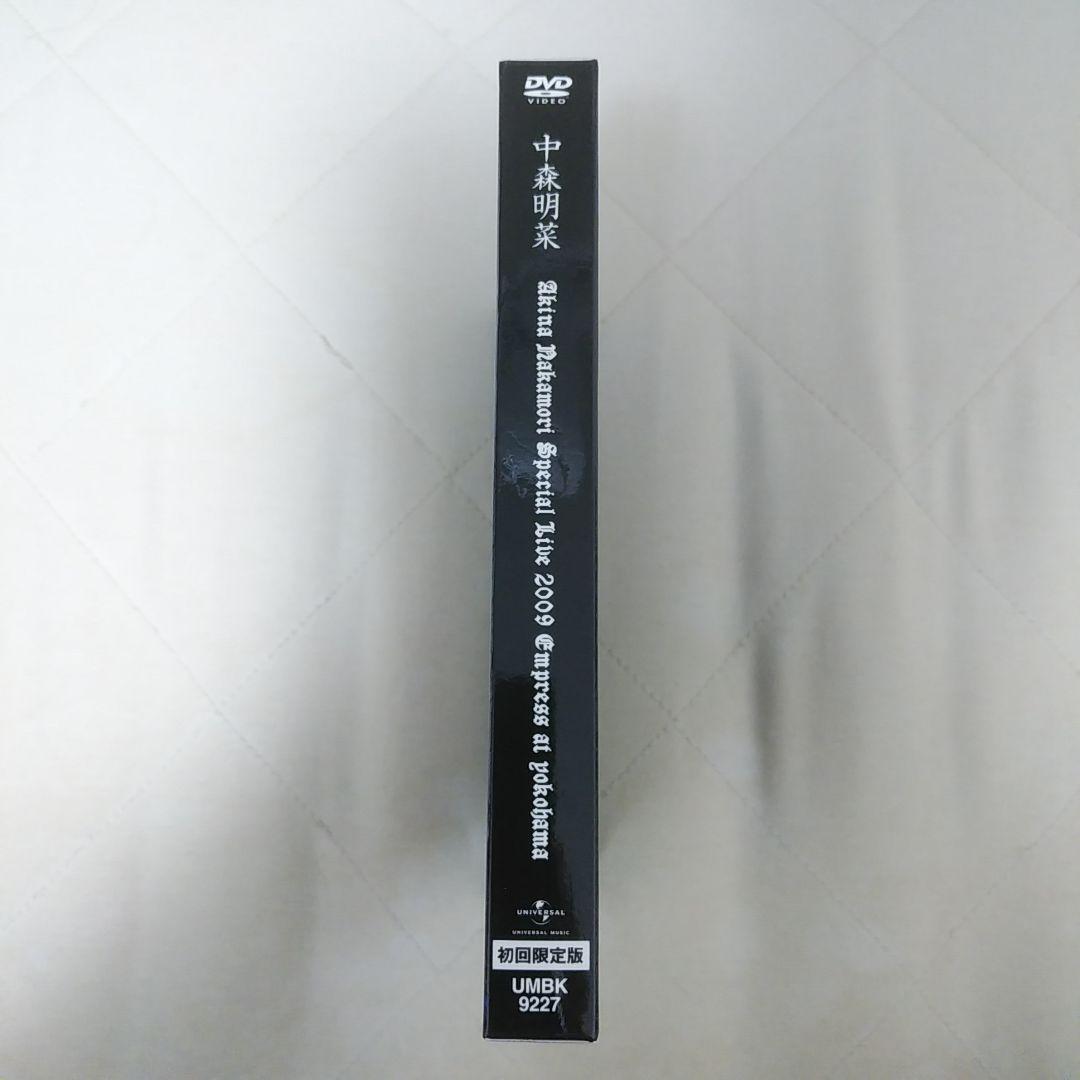 DVD
VIDEO
中森明菜
Akina Nakamori Special Live 2009 Empress at Yokohama
UNIVERSAL
UNIVERSAL MUSIC
初回限定版
UMBK
9227